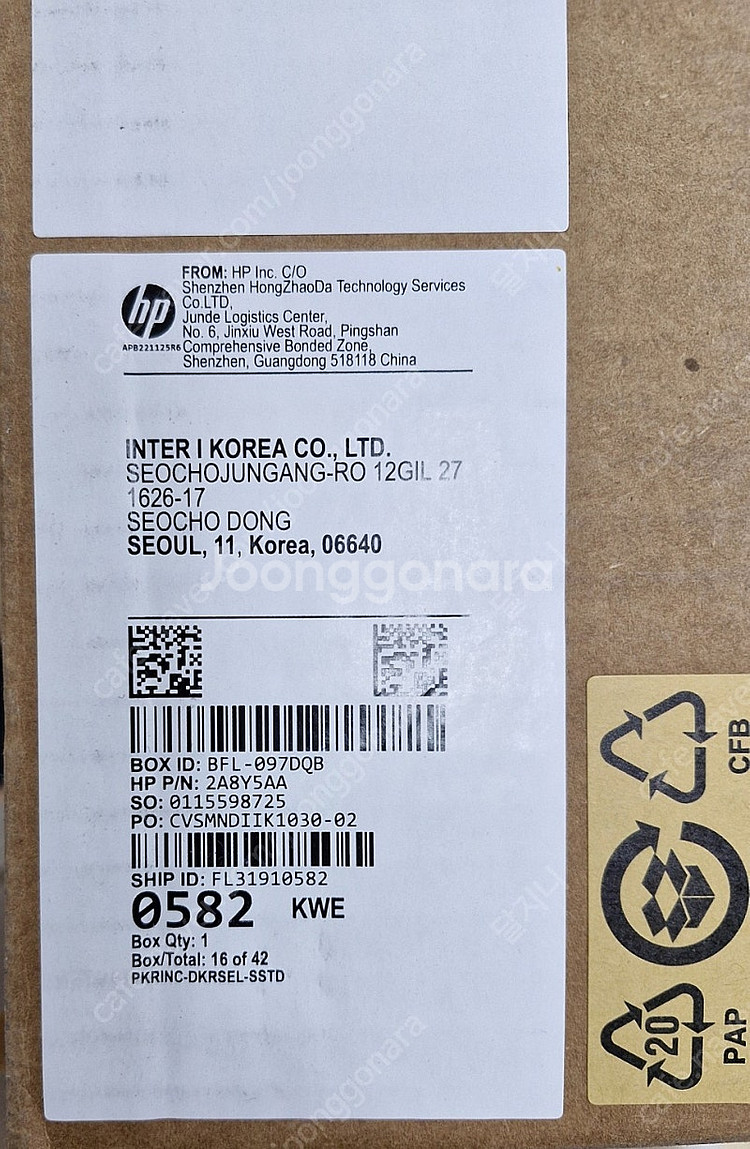 FROM: HP Inc. C/O
Shenzhen HongZhaoDa Technology Services
Co.LTD,
Junde Logistics Center,
No. 6, Jinxiu West Road, Pingshan
Comprehensive Bonded Zone,
Shenzhen, Guangdong 518118 China
hp
APB221125R6
INTER I KOREA CO., LTD.
SEOCHOJUNGANG-RO 12GIL 27
1626-17
SEOCHO DONG
SEOUL, 11, Korea, 06640
Joonggonara
BOX ID: BFL-097DQB
HP P/N: 2A8Y5AA
SO: 0115598725
PO: CVSMNDIIK1030-02
SHIP ID: FL31910582
0582 KWE
Box Qty: 1
Box/Total: 16 of 42
PKRINC-DKRSEL-SSTD
CFB
20
PAP